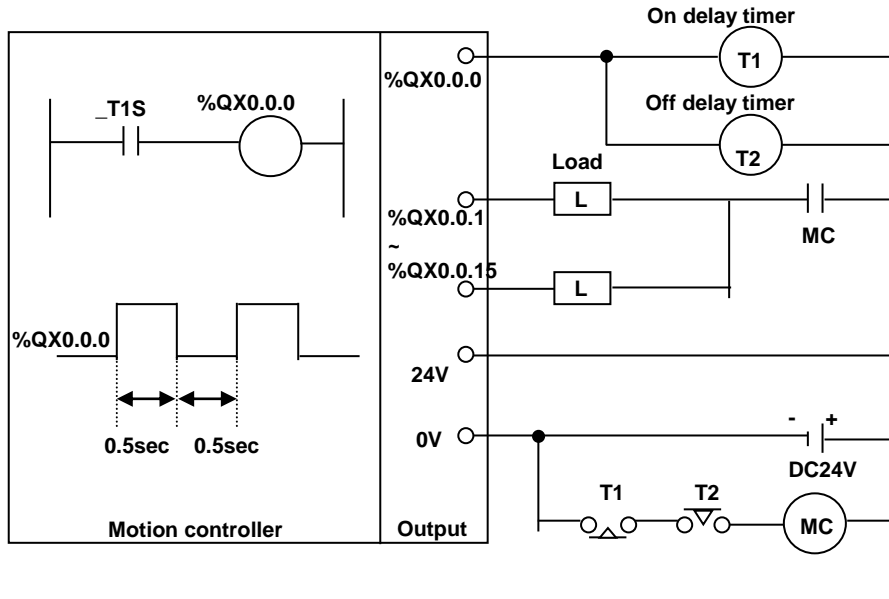 On delay timer
T1
%QX0.0.0
Off delay timer
_T1S
%QX0.0.0
T2
Load
L
%QX0.0.1
MC
~
%QX0.0.15
L
%QX0.0.0
24V
0.5sec
0.5sec
0V
-
+
DC24V
T1
T2
MC
Motion controller
Output